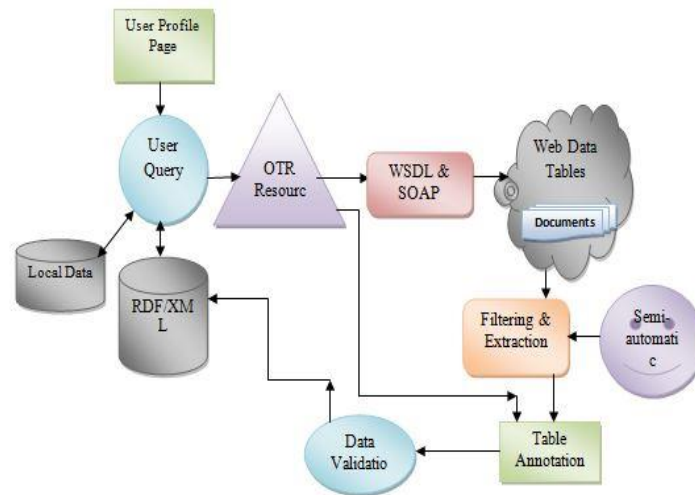 User Profile
Page
User
Query
OTR
Resourc
WSDL &
SOAP
Web Data
Tables
Documents
Local Data
RDF/XM
L
Filtering &
Extraction
Semi-
automati
c
Data
Validatio
Table
Annotation